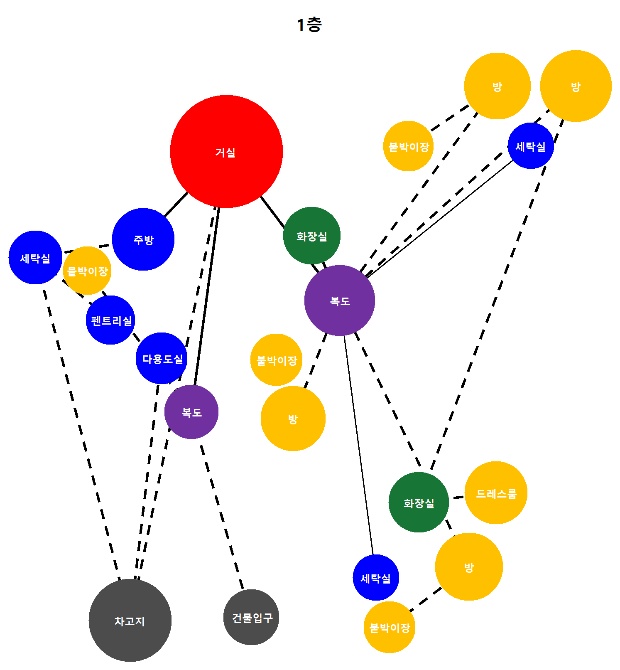 1층
방
방
붙박이장
세탁실
거실
화장실
주방
세탁실
붙박이장
복도
펜트리실
다용도실
붙박이장
복도
방
드레스룸
화장실
방
세탁실
차고지
건물입구
붙박이장